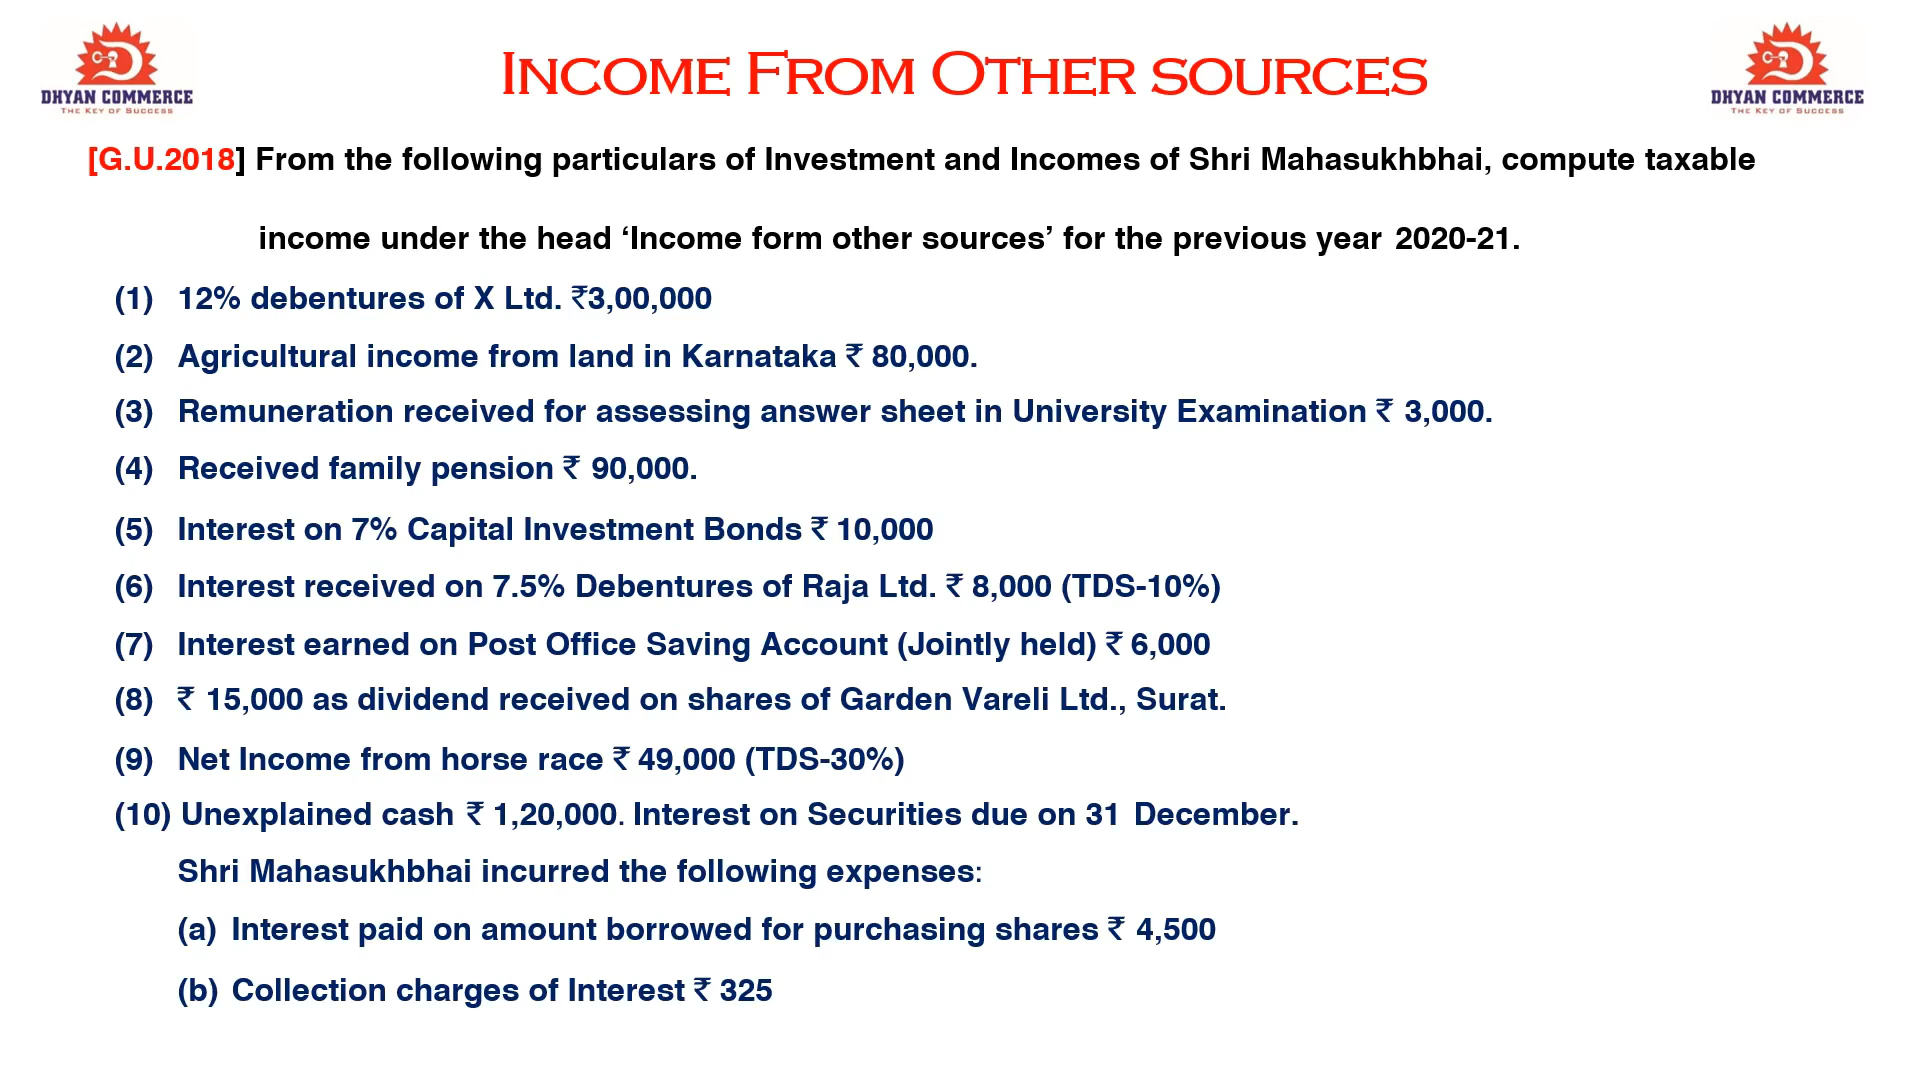 DHYAN COMMERCE
THE KEY OF SUCCESS
INCOME FROM OTHER SOURCES
DHYAN COMMERCE
THE KEY OF SUCCESS
[G.U.2018] From the following particulars of Investment and Incomes of Shri Mahasukhbhai, compute taxable
income under the head ‘Income form other sources’ for the previous year 2020-21.
(1) 12% debentures of X Ltd. ₹3,00,000
(2) Agricultural income from land in Karnataka ₹ 80,000.
(3) Remuneration received for assessing answer sheet in University Examination ₹ 3,000.
(4) Received family pension ₹ 90,000.
(5) Interest on 7% Capital Investment Bonds ₹ 10,000
(6) Interest received on 7.5% Debentures of Raja Ltd. ₹ 8,000 (TDS-10%)
(7) Interest earned on Post Office Saving Account (Jointly held) ₹ 6,000
(8) ₹ 15,000 as dividend received on shares of Garden Vareli Ltd., Surat.
(9) Net Income from horse race ₹ 49,000 (TDS-30%)
(10) Unexplained cash ₹ 1,20,000. Interest on Securities due on 31 December.
Shri Mahasukhbhai incurred the following expenses:
(a) Interest paid on amount borrowed for purchasing shares ₹ 4,500
(b) Collection charges of Interest ₹ 325